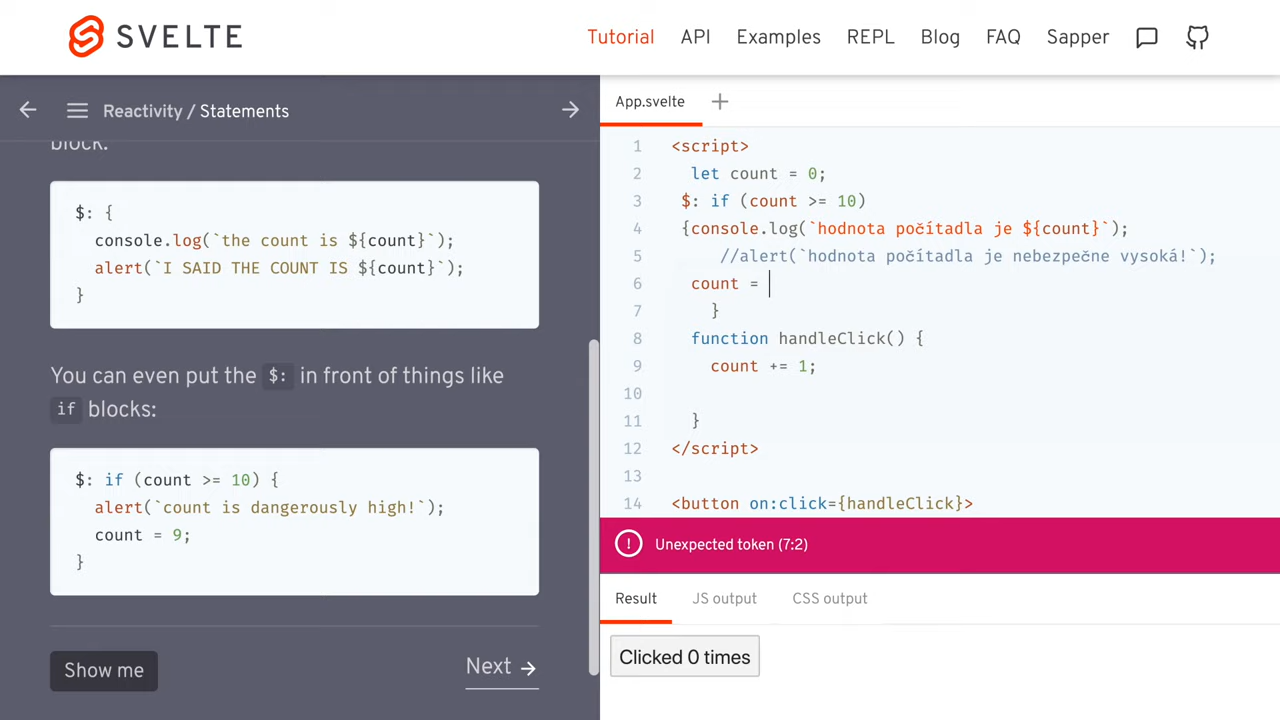 SVELTE
Tutorial API Examples REPL Blog FAQ Sapper
Reactivity / Statements
block.
$: {
console.log(`the count is ${count}`);
alert(`I SAID THE COUNT IS ${count}`);
}
You can even put the $: in front of things like
if blocks:
$: if (count >= 10) {
alert(`count is dangerously high!`);
count = 9;
}
Show me
Next →
App.svelte +
1 <script>
2 let count = 0;
3 $: if (count >= 10)
4 {console.log(`hodnota počítadla je ${count}`);
5 //alert(`hodnota počítadla je nebezpečne vysoká!`);
6 count =
7 }
8 function handleClick() {
9 count += 1;
10
11 }
12 </script>
13
14 <button on:click={handleClick}>
! Unexpected token (7:2)
Result JS output CSS output
Clicked 0 times